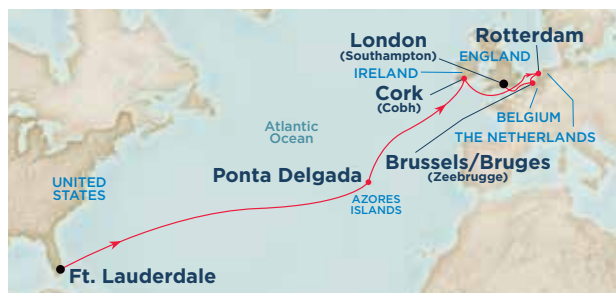 London
(Southampton)
Rotterdam
ENGLAND
IRELAND
Cork
(Cobh)
BELGIUM
THE NETHERLANDS
Atlantic
Ocean
Brussels/Bruges
(Zeebrugge)
Ponta Delgada
UNITED
STATES
AZORES
ISLANDS
Ft. Lauderdale